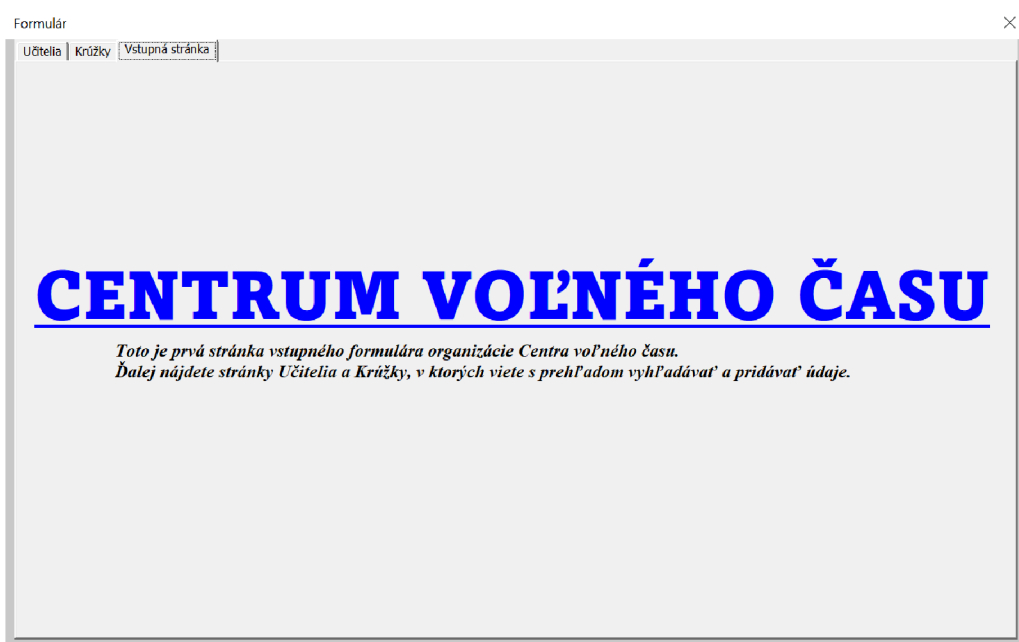 Formulár
Učitelia
Krúžky
Vstupná stránka
CENTRUM VOĽNÉHO ČASU
Toto je prvá stránka vstupného formulára organizácie Centra voľného času.
Ďalej nájdete stránky Učitelia a Krúžky, v ktorých viete s prehľadom vyhľadávať a pridávať údaje.